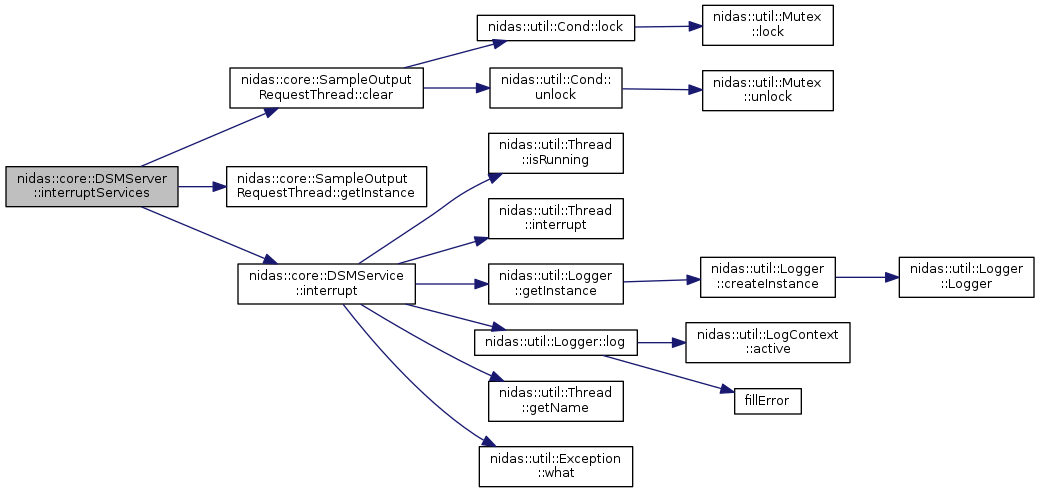 nidas::core::DSMServer
::interruptServices
nidas::core::SampleOutput
RequestThread::clear
nidas::core::SampleOutput
RequestThread::getInstance
nidas::core::DSMService
::interrupt
nidas::util::Cond::lock
nidas::util::Cond::
unlock
nidas::util::Thread
::isRunning
nidas::util::Thread
::interrupt
nidas::util::Logger
::getInstance
nidas::util::Logger::log
nidas::util::Thread
::getName
nidas::util::Exception
::what
nidas::util::Mutex
::lock
nidas::util::Mutex
::unlock
nidas::util::Logger
::createInstance
nidas::util::LogContext
::active
fillError
nidas::util::Logger
::Logger